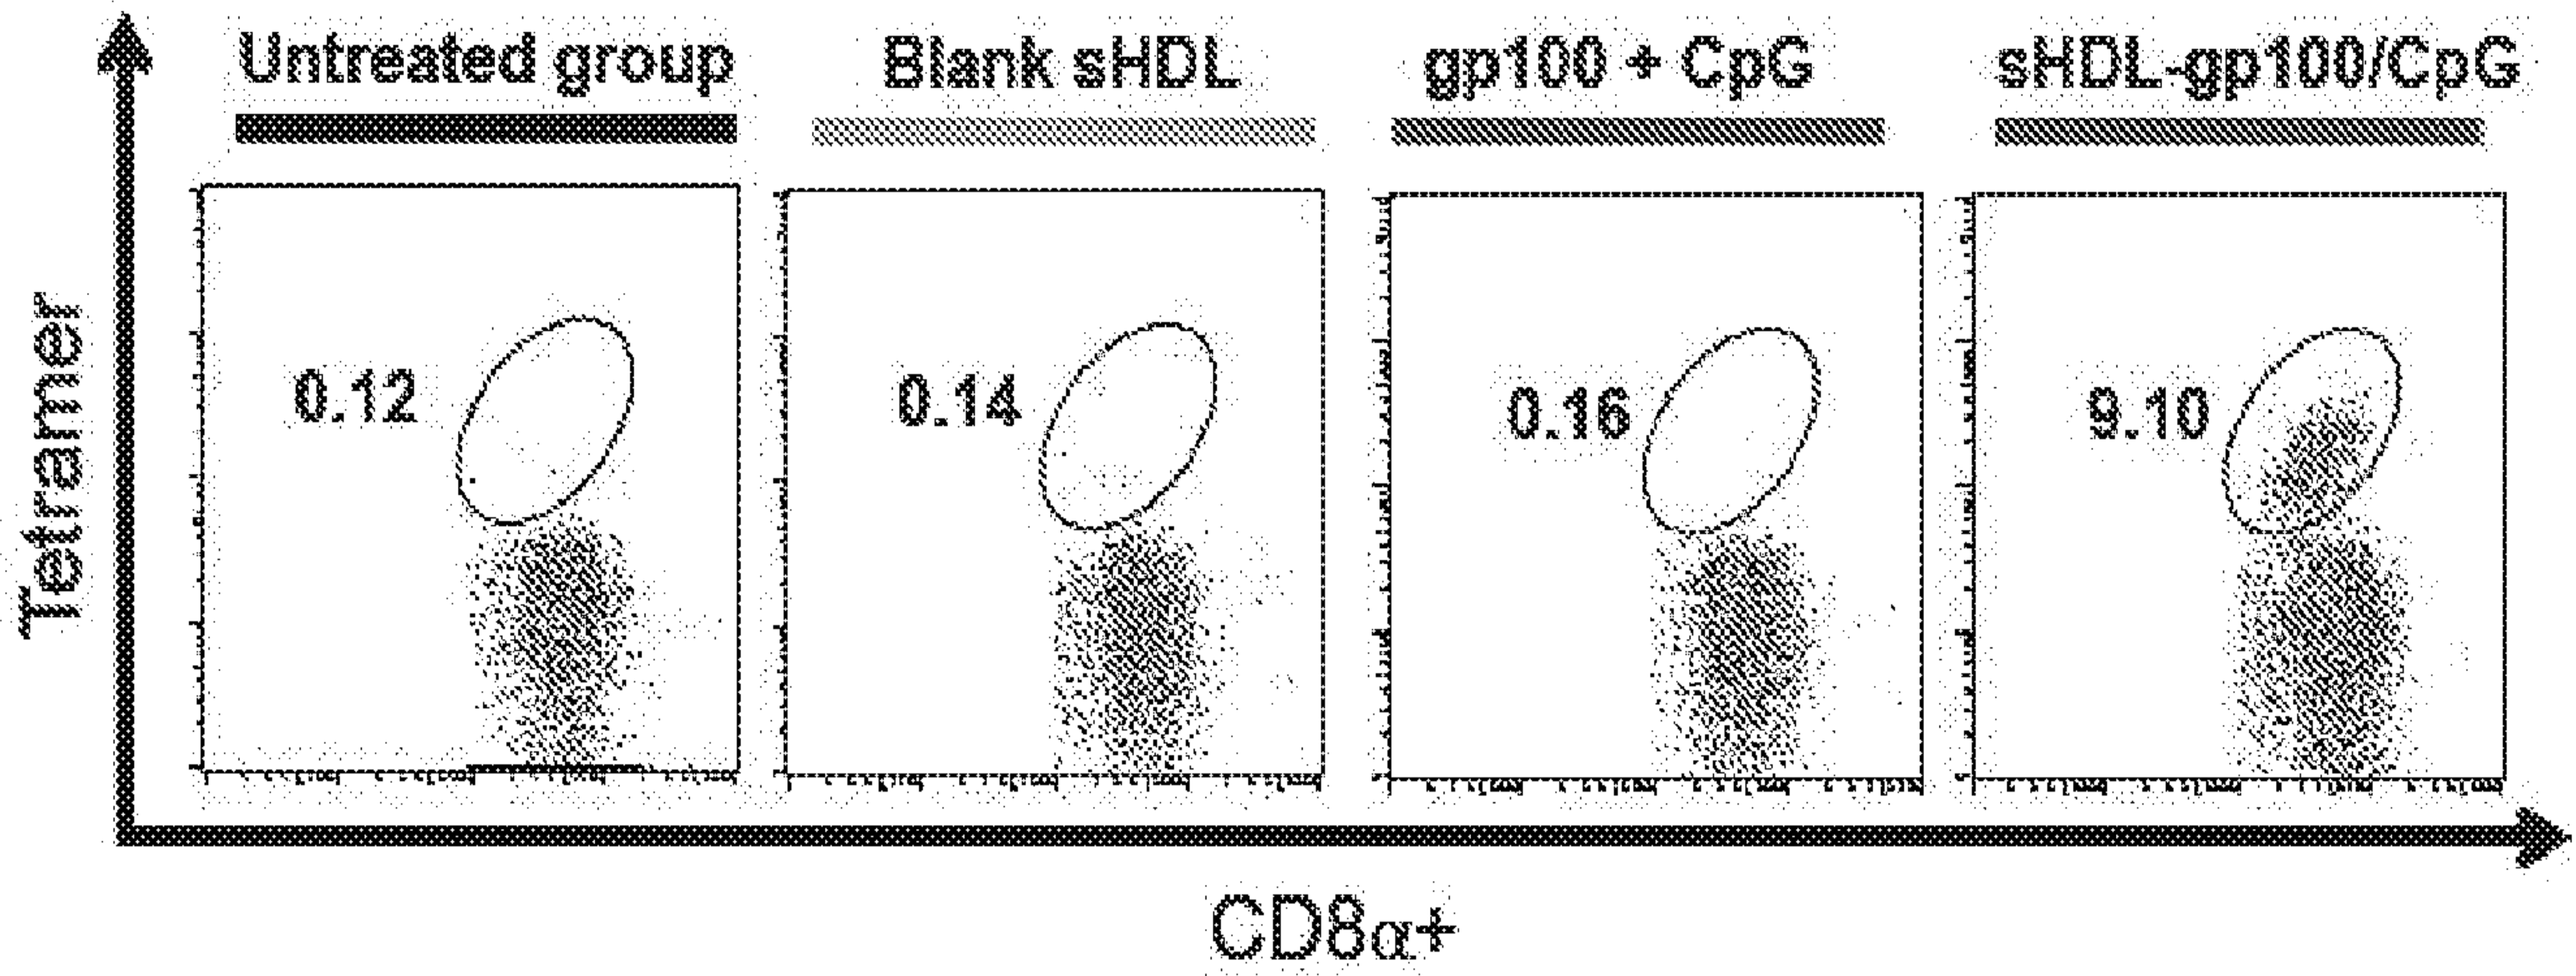 Untreated group
Blank sHDL
gp100 + CpG
sHDL-gp100/CpG
Tetramer
0.12
0.14
0.16
9.10
CD8α+